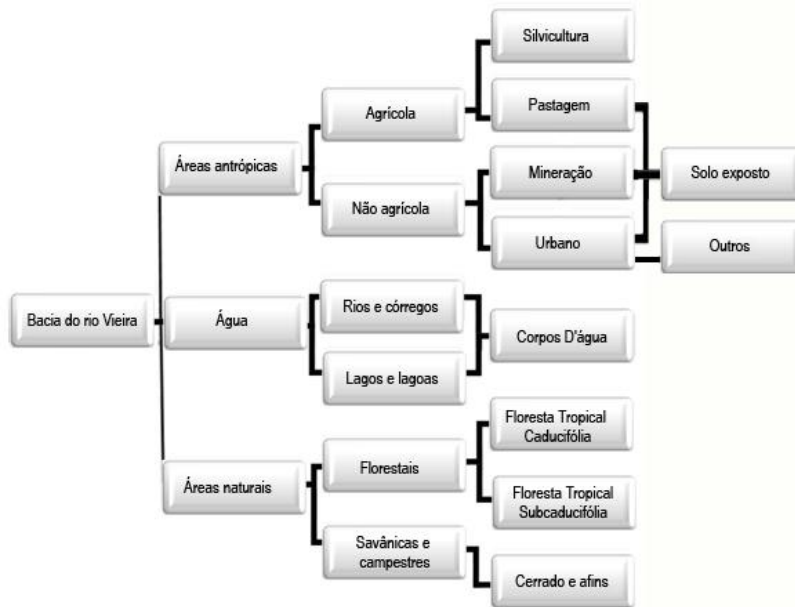 Bacia do rio Vieira
Áreas antrópicas
Agrícola
Silvicultura
Pastagem
Não agrícola
Mineração
Urbano
Solo exposto
Outros
Água
Rios e córregos
Lagos e lagoas
Corpos D'água
Áreas naturais
Florestais
Floresta Tropical
Caducifólia
Floresta Tropical
Subcaducifólia
Savânicas e
campestres
Cerrado e afins